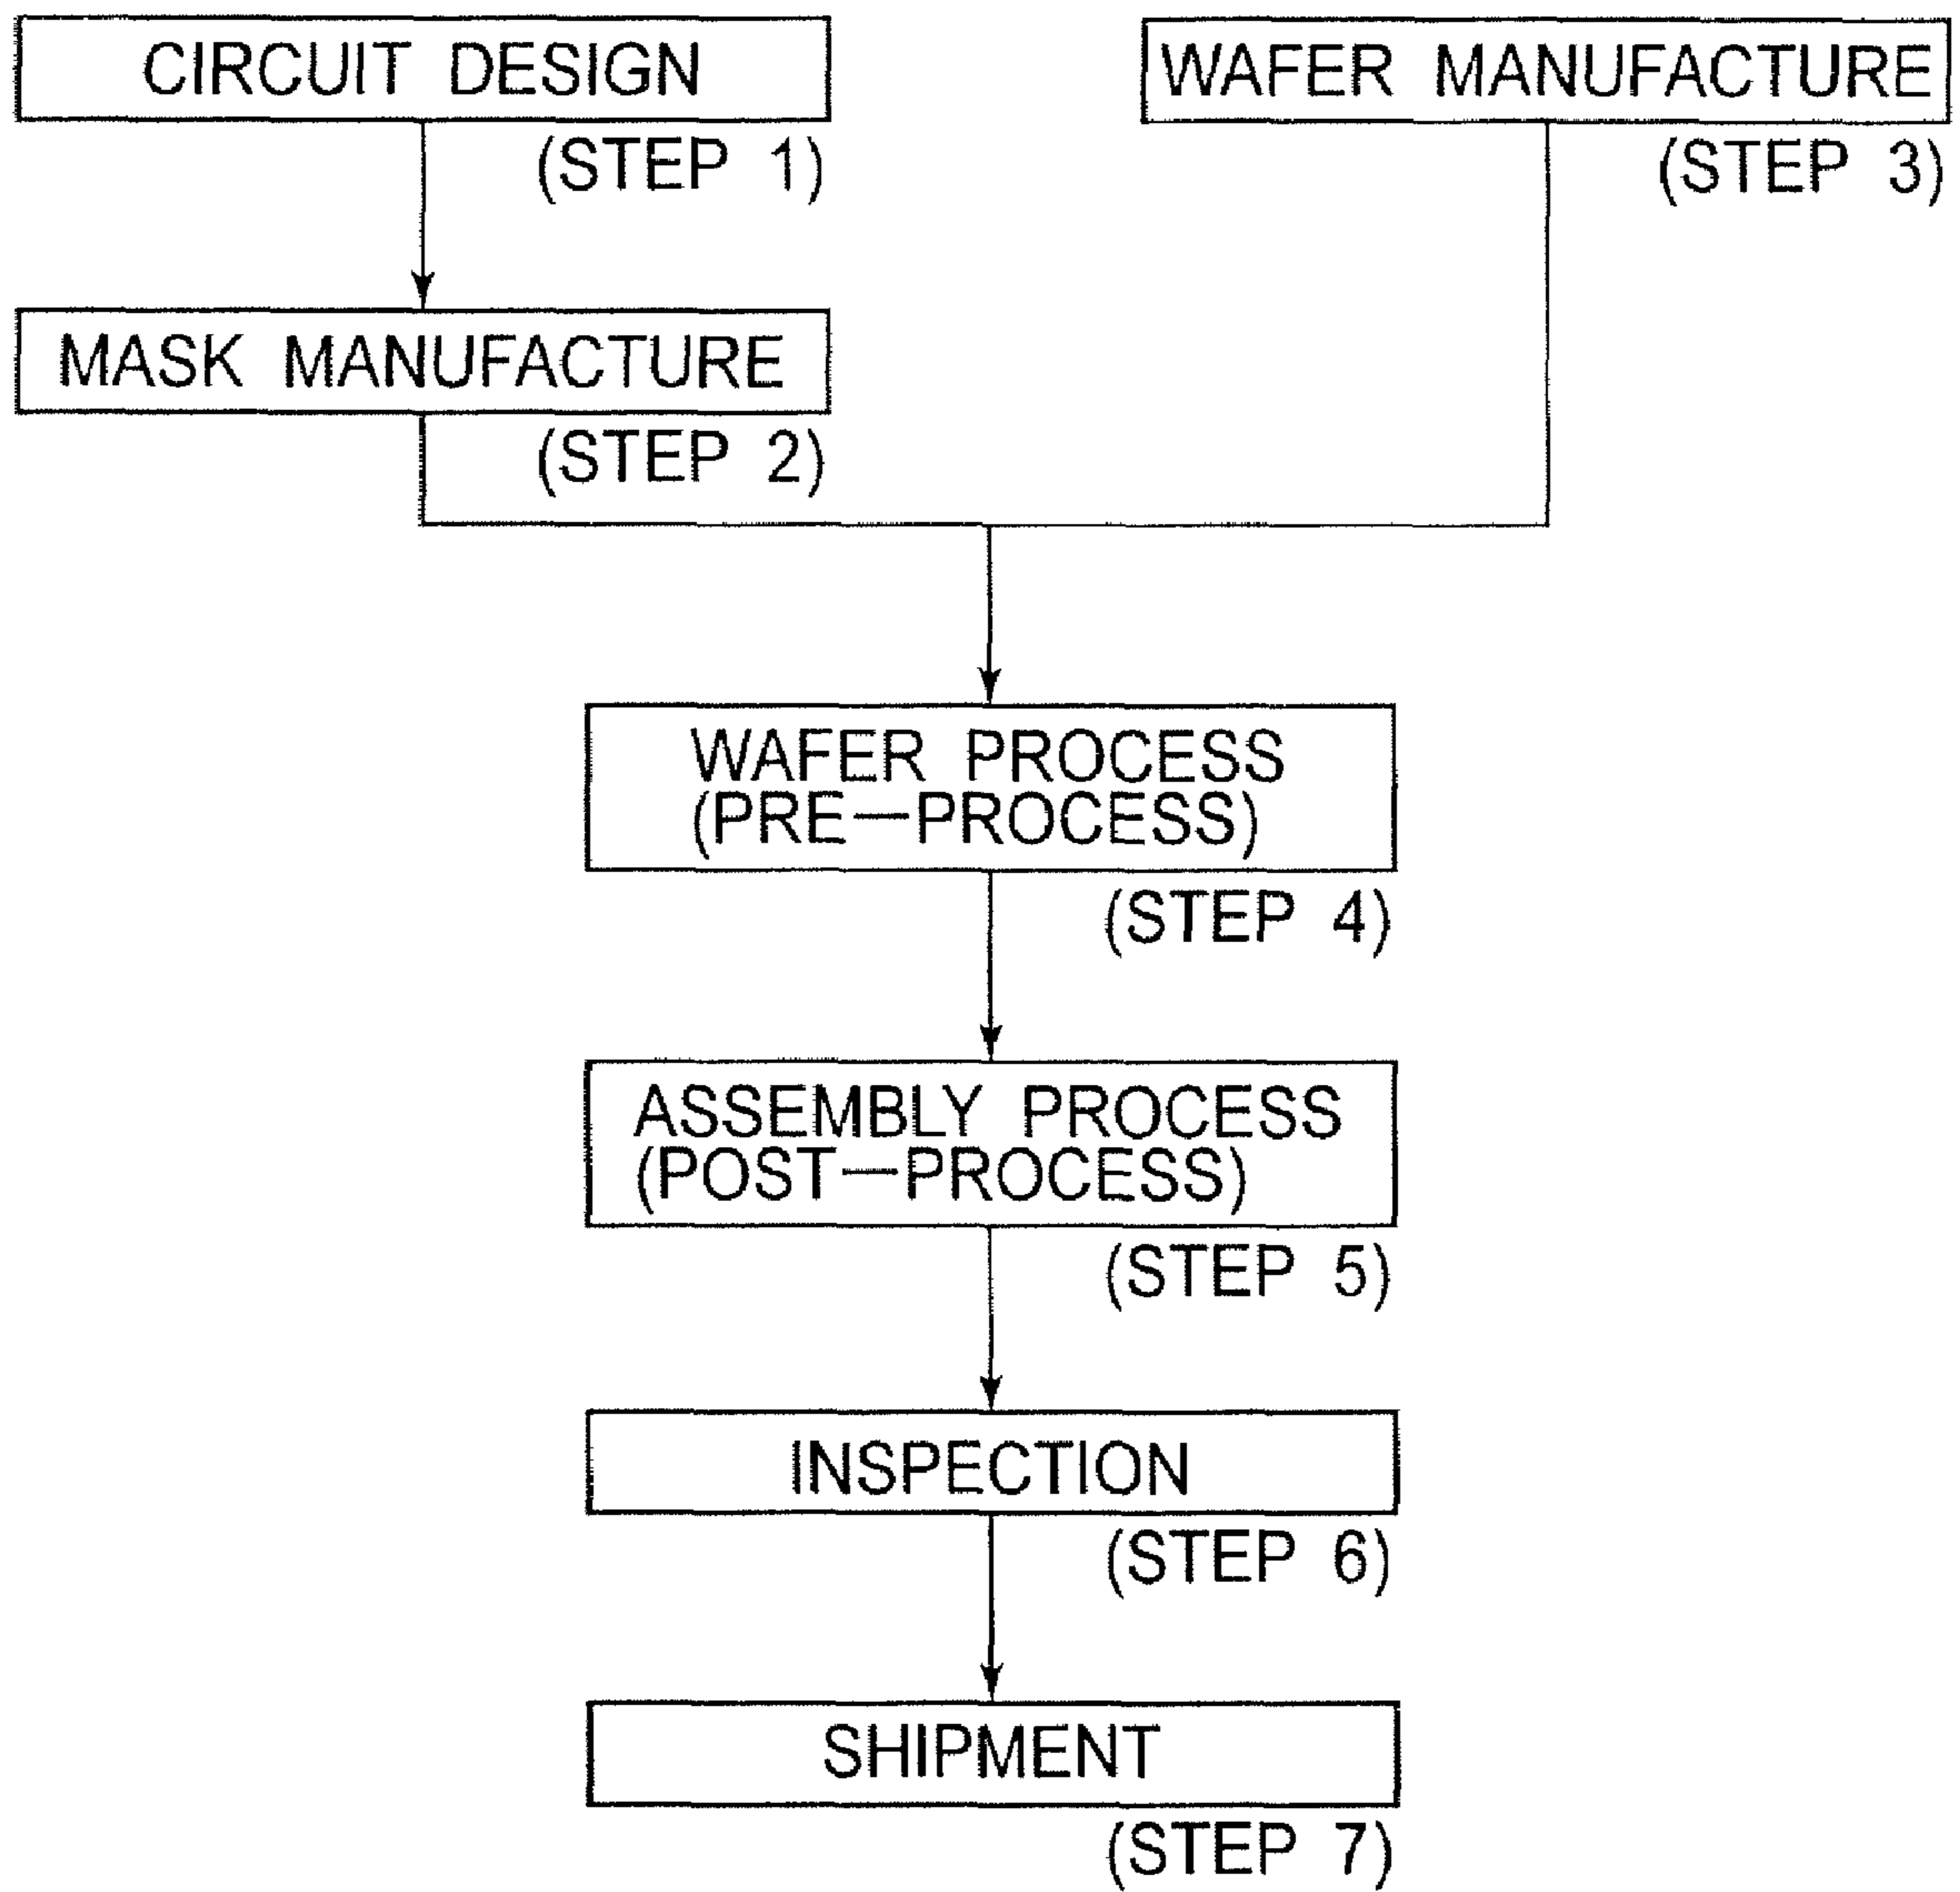 CIRCUIT DESIGN
(STEP 1)
WAFER MANUFACTURE
(STEP 3)
MASK MANUFACTURE
(STEP 2)
WAFER PROCESS
(PRE—PROCESS)
(STEP 4)
ASSEMBLY PROCESS
(POST—PROCESS)
(STEP 5)
INSPECTION
(STEP 6)
SHIPMENT
(STEP 7)